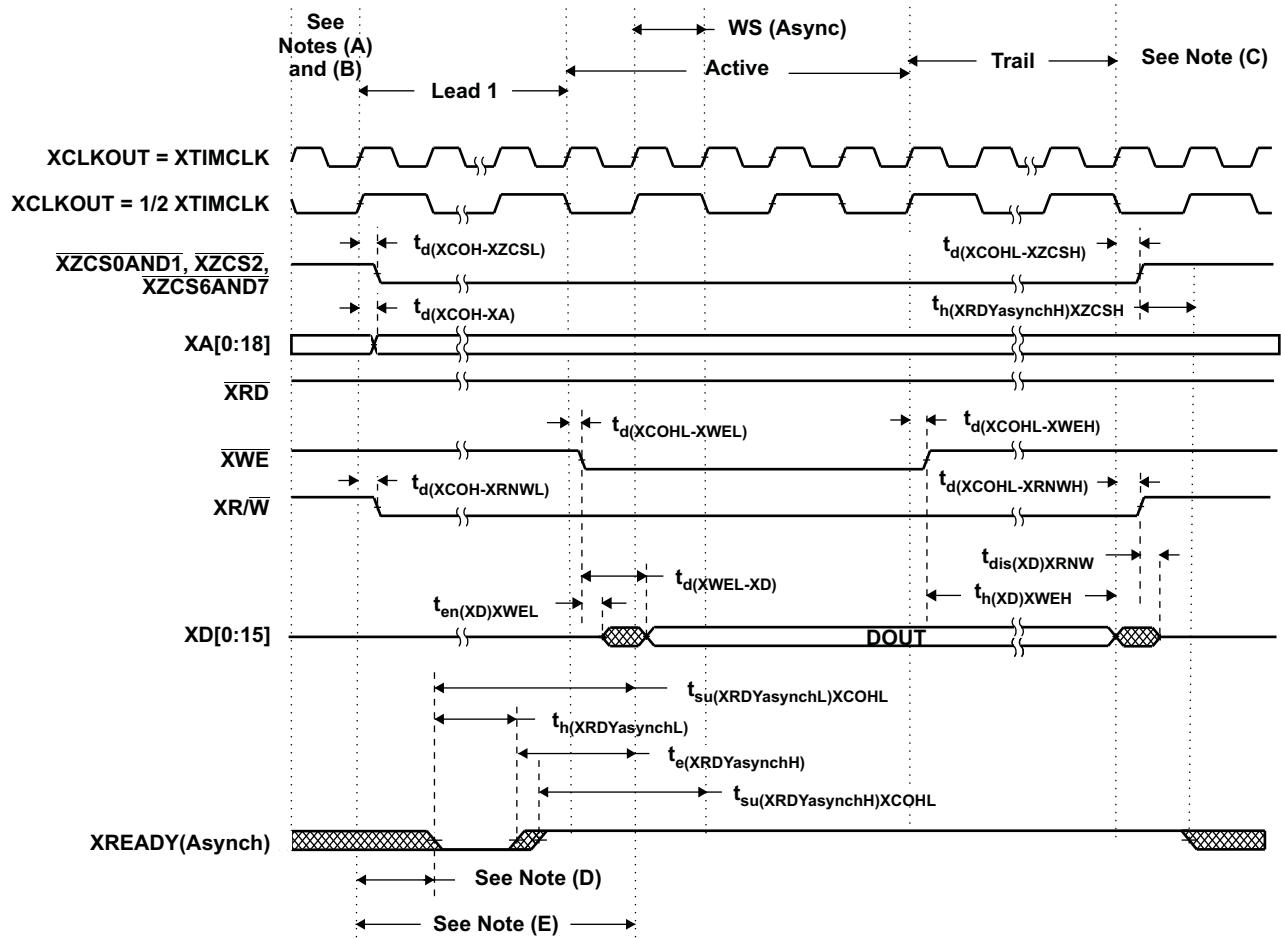 See
Notes (A)
and (B)
WS (Async)
Active
Trail
See Note (C)
Lead 1
XCLKOUT = XTIMCLK
XCLKOUT = 1/2 XTIMCLK
td(XCOH-XZCSL)
td(XCOHL-XZCSH)
XZCS0AND1, XZCS2,
XZCS6AND7
td(XCOH-XA)
th(XRDYasynchH)XZCSH
XA[0:18]
XRD
td(XCOHL-XWEL)
td(XCOHL-XWEH)
XWE
td(XCOH-XRNWL)
td(XCOHL-XRNWH)
XR/W
tdis(XD)XRNW
td(XWEL-XD)
ten(XD)XWEL
th(XD)XWEH
XD[0:15]
DOUT
tsu(XRDYasynchL)XCOHL
th(XRDYasynchL)
te(XRDYasynchH)
tsu(XRDYasynchH)XCOHL
XREADY(Asynch)
See Note (D)
See Note (E)